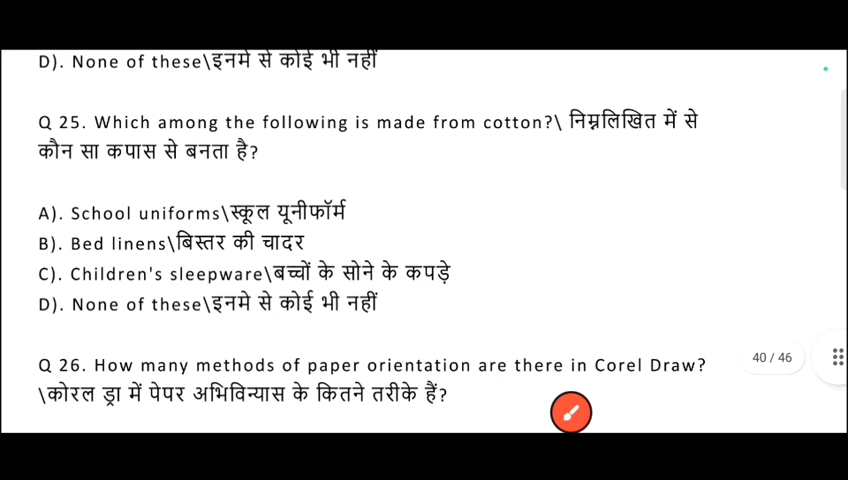 D). None of these\इनमे से कोई भी नहीं
Q 25. Which among the following is made from cotton?\ निम्नलिखित में से
कौन सा कपास से बनता है?
A). School uniforms\स्कूल यूनीफॉर्म
B). Bed linens\बिस्तर की चादर
C). Children's sleepware\बच्चों के सोने के कपड़े
D). None of these\इनमे से कोई भी नहीं
Q 26. How many methods of paper orientation are there in Corel Draw?
40 / 46
\कोरल ड्रा में पेपर अभिविन्यास के कितने तरीके हैं?